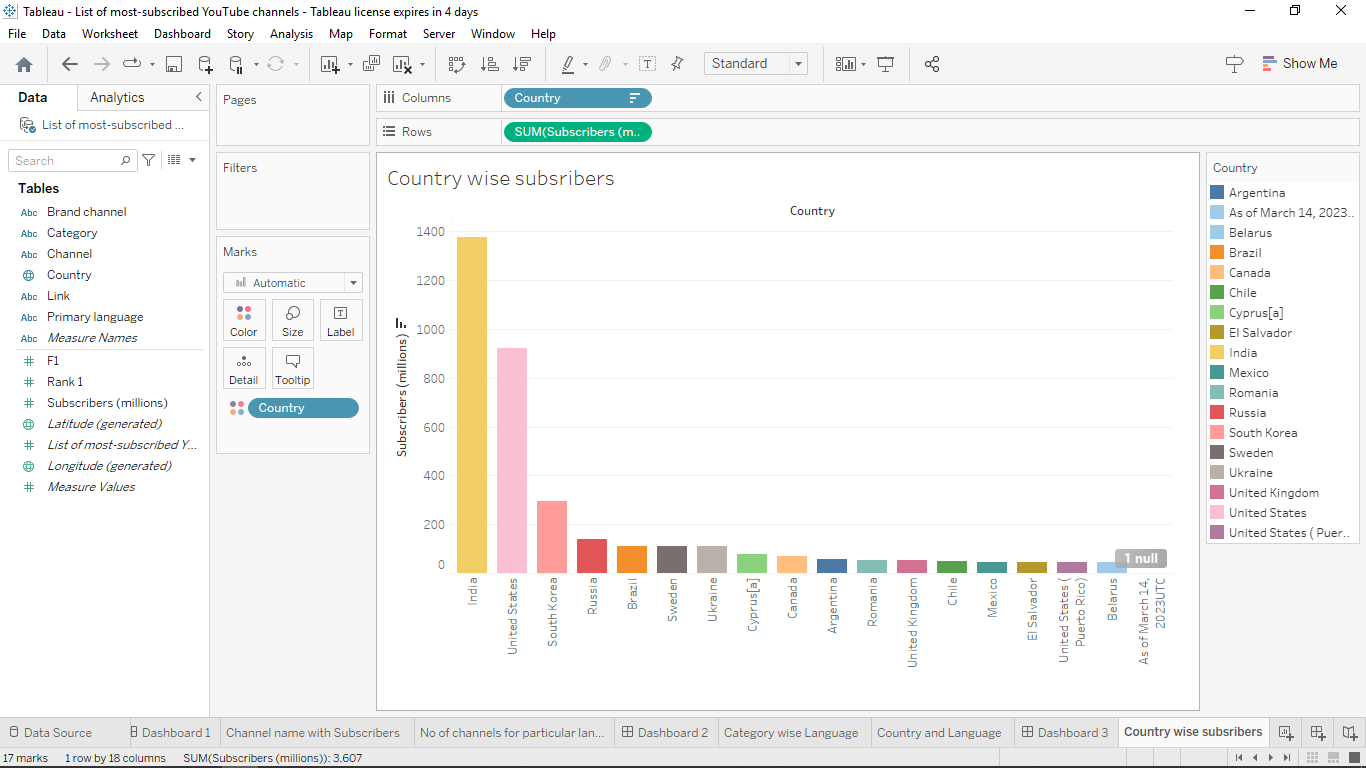 Tableau - List of most-subscribed YouTube channels - Tableau license expires in 4 days
File Data Worksheet Dashboard Story Analysis Map Format Server Window Help
Standard
Show Me
Data Analytics
List of most-subscribed ...
Search
Tables
Abc Brand channel
Abc Category
Abc Channel
Country
Abc Link
Abc Primary language
Abc Measure Names
# F1
# Rank 1
# Subscribers (millions)
Latitude (generated)
# List of most-subscribed Y...
Longitude (generated)
# Measure Values
Pages
Filters
Marks
Automatic
Color Size Label
Detail Tooltip
Country
Columns Country
Rows SUM(Subscribers (m..
Country wise subsribers
Country
Subscribers (millions)
1400
1200
1000
800
600
400
200
0
1 null
India
United States
South Korea
Russia
Brazil
Sweden
Ukraine
Cyprus[a]
Canada
Argentina
Romania
United Kingdom
Chile
Mexico
El Salvador
United States (
Puerto Rico)
Belarus
As of March 14,
2023UTC
Country
Argentina
As of March 14, 2023..
Belarus
Brazil
Canada
Chile
Cyprus[a]
El Salvador
India
Mexico
Romania
Russia
South Korea
Sweden
Ukraine
United Kingdom
United States
United States ( Puer..
Data Source Dashboard 1 Channel name with Subscribers No of channels for particular lan... Dashboard 2 Category wise Language Country and Language Dashboard 3 Country wise subsribers
17 marks 1 row by 18 columns SUM(Subscribers (millions)): 3,607